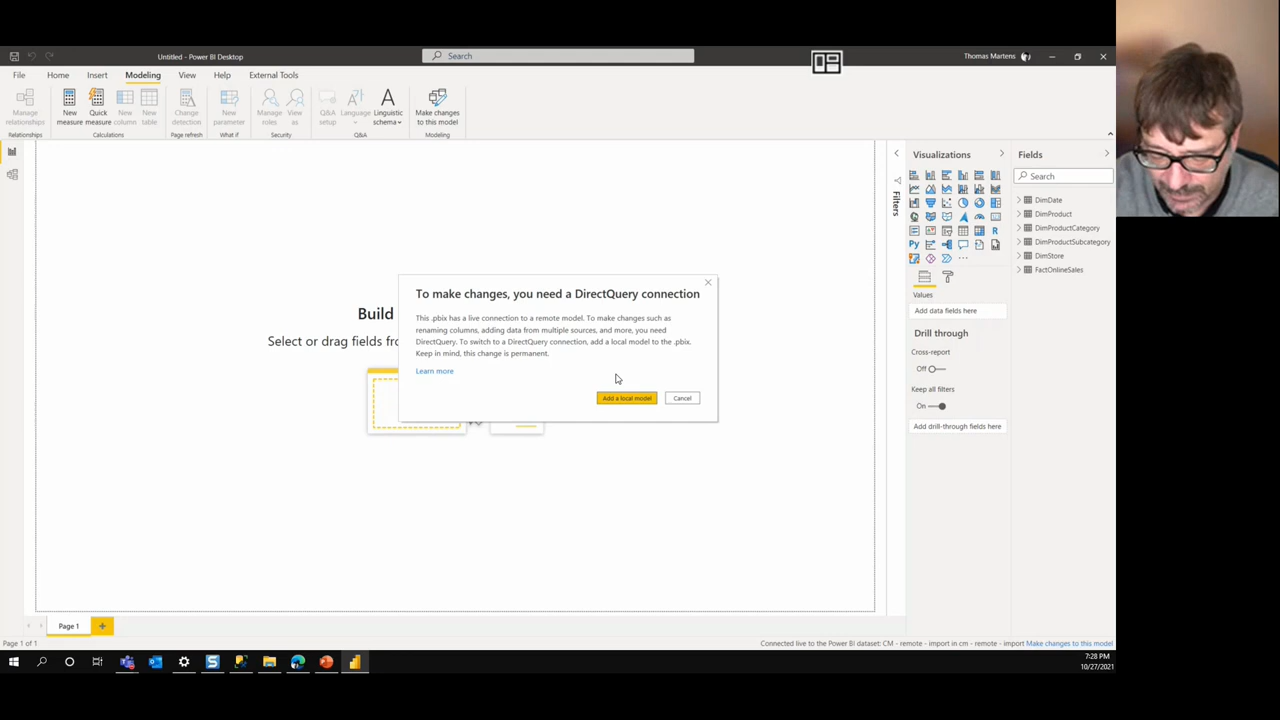 Untitled - Power BI Desktop
Search
Thomas Martens
File Home Insert Modeling View Help External Tools
Manage relationships
New measure
Quick measure
New column
New table
Change detection
New parameter
Manage roles
View as
Q&A setup
Language
Linguistic schema
Make changes to this model
Relationships
Calculations
Page refresh
What if
Security
Q&A
Modeling
Build
Select or drag fields fro
To make changes, you need a DirectQuery connection
This .pbix has a live connection to a remote model. To make changes such as
renaming columns, adding data from multiple sources, and more, you need
DirectQuery. To switch to a DirectQuery connection, add a local model to the .pbix.
Keep in mind, this change is permanent.
Learn more
Add a local model
Cancel
Filters
Visualizations
R
Py
Values
Add data fields here
Drill through
Cross-report
Off
Keep all filters
On
Add drill-through fields here
Fields
Search
DimDate
DimProduct
DimProductCategory
DimProductSubcategory
DimStore
FactOnlineSales
Page 1
Page 1 of 1
Connected live to the Power BI dataset: CM - remote - import in cm - remote - import Make changes to this model
7:28 PM
10/27/2021